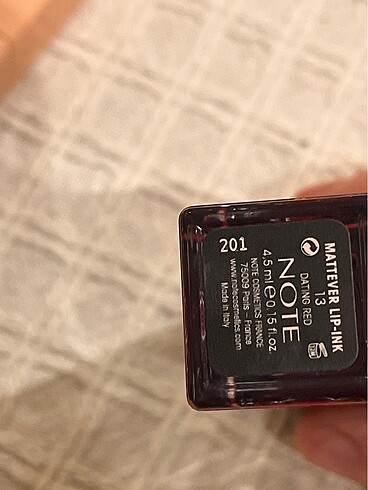 MATTEVER LIP-INK
13
DATING RED
NOTE
4,5 ml e 0.15 fl.oz.
NOTE COSMETICS FRANCE
75009 Paris – France
www.notecosmetics.com
Made in Italy
201